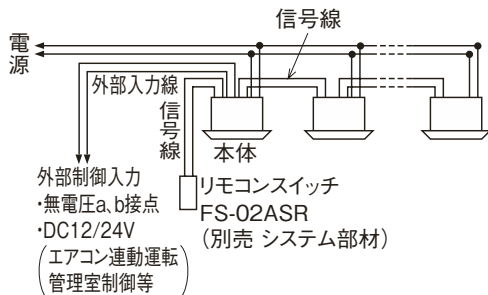 信号線
電源
外部入力線
信号線
本体
外部制御入力
・無電圧a、b接点
・DC12/24V
(エアコン連動運転
管理室制御等)
リモコンスイッチ
FS-02ASR
(別売 システム部材)